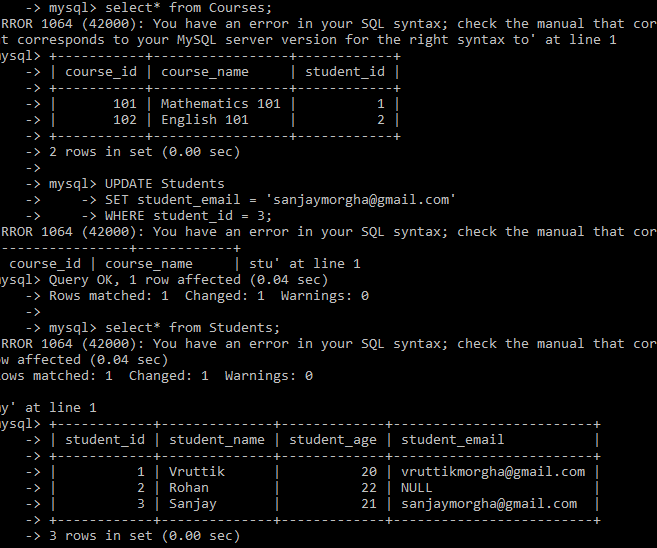 -> mysql> select* from Courses;
RROR 1064 (42000): You have an error in your SQL syntax; check the manual that cor
t corresponds to your MySQL server version for the right syntax to' at line 1
mysql> +-----------+-----------------+------------+
    -> | course_id | course_name     | student_id |
    -> +-----------+-----------------+------------+
    -> |       101 | Mathematics 101 |          1 |
    -> |       102 | English 101     |          2 |
    -> +-----------+-----------------+------------+
    -> 2 rows in set (0.00 sec)
    ->
    -> mysql> UPDATE Students
    ->     -> SET student_email = 'sanjaymorgha@gmail.com'
    ->     -> WHERE student_id = 3;
RROR 1064 (42000): You have an error in your SQL syntax; check the manual that cor
----------------+------------+
 course_id | course_name     | stu' at line 1
mysql> Query OK, 1 row affected (0.04 sec)
    -> Rows matched: 1  Changed: 1  Warnings: 0
    ->
    -> mysql> select* from Students;
RROR 1064 (42000): You have an error in your SQL syntax; check the manual that cor
ow affected (0.04 sec)
ows matched: 1  Changed: 1  Warnings: 0
my' at line 1
mysql> +------------+--------------+-------------+-------------------------+
    -> | student_id | student_name | student_age | student_email           |
    -> +------------+--------------+-------------+-------------------------+
    -> |          1 | Vruttik      |          20 | vruttikmorgha@gmail.com |
    -> |          2 | Rohan        |          22 | NULL                    |
    -> |          3 | Sanjay       |          21 | sanjaymorgha@gmail.com  |
    -> +------------+--------------+-------------+-------------------------+
    -> 3 rows in set (0.00 sec)